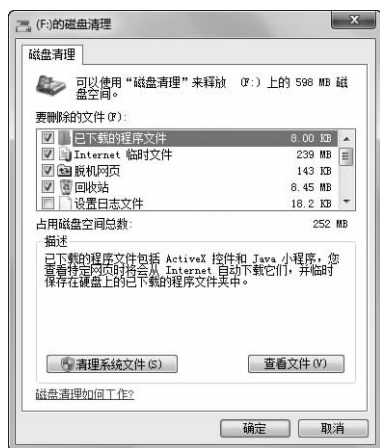 (F:)的磁盘清理
磁盘清理
可以使用“磁盘清理”来释放 (F:) 上的 598 MB 磁
盘空间。
要删除的文件(F):
已下载的程序文件 8.00 KB
Internet 临时文件 239 MB
脱机网页 143 KB
回收站 8.45 MB
设置日志文件 18.2 KB
占用磁盘空间总数: 252 MB
描述
已下载的程序文件包括 ActiveX 控件和 Java 小程序，您
查看特定网页时将会从 Internet 自动下载它们，并临时
保存在硬盘上的已下载的程序文件夹中。
清理系统文件(S) 查看文件(V)
磁盘清理如何工作?
确定 取消